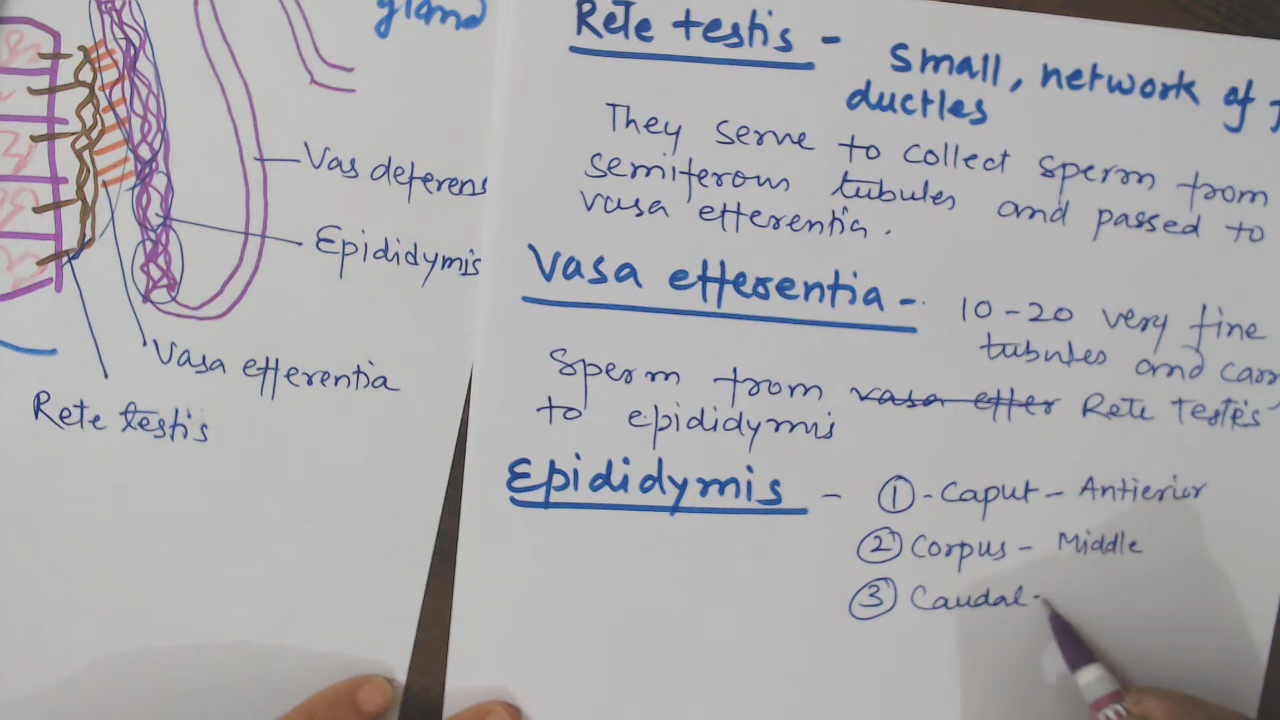 gland
Vas deferens
Epididymis
Vasa efferentia
Rete testis
Rete testis - small, network of
ductles
They serve to collect sperm from
semiferous tubules and passed to
vasa efferentia.
Vasa efferentia - 10-20 very fine
tubules and carr
sperm from vasa effer Rete Testis
to epididymis
Epididymis - ① - Caput - Antierior
② Corpus - Middle
③ Caudal -